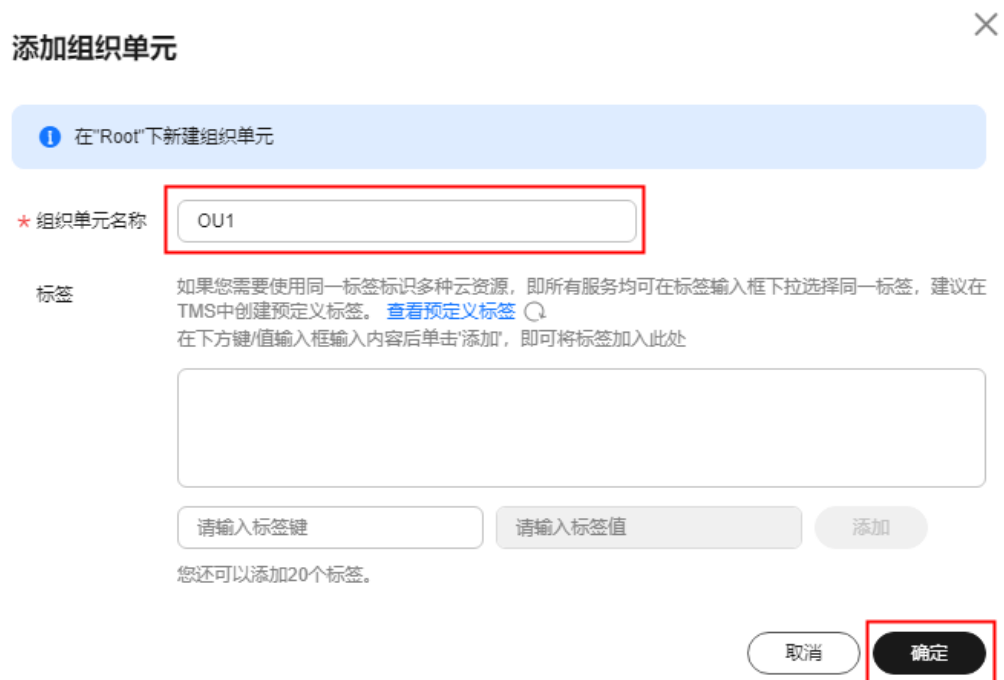 添加组织单元
在"Root"下新建组织单元
* 组织单元名称 OU1
标签 如果您需要使用同一标签标识多种云资源，即所有服务均可在标签输入框下拉选择同一标签，建议在
TMS中创建预定义标签。 查看预定义标签
在下方键/值输入框输入内容后单击'添加'，即可将标签加入此处
请输入标签键 请输入标签值 添加
您还可以添加20个标签。
取消 确定